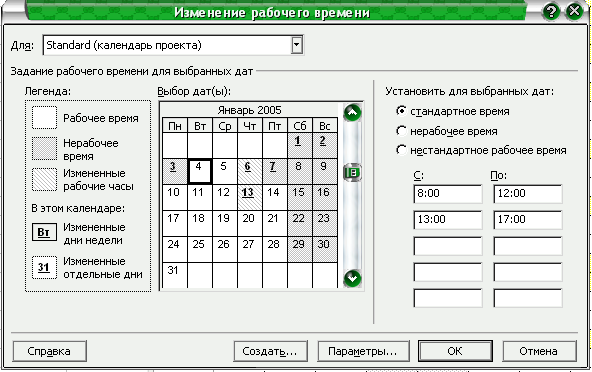 Изменение рабочего времени
Для: Standard (календарь проекта)
Задание рабочего времени для выбранных дат
Легенда:
Рабочее время
Нерабочее
время
Измененные
рабочие часы
В этом календаре:
Вт
Измененные
дни недели
31
Измененные
отдельные дни
Выбор дат(ы):
Январь 2005
Пн Вт Ср Чт Пт Сб Вс
1 2
3 4 5 6 7 8 9
10 11 12 13 14 15 16
17 18 19 20 21 22 23
24 25 26 27 28 29 30
31
Установить для выбранных дат:
стандартное время
нерабочее время
нестандартное рабочее время
С: По:
8:00 12:00
13:00 17:00
Справка Создать... Параметры... ОК Отмена